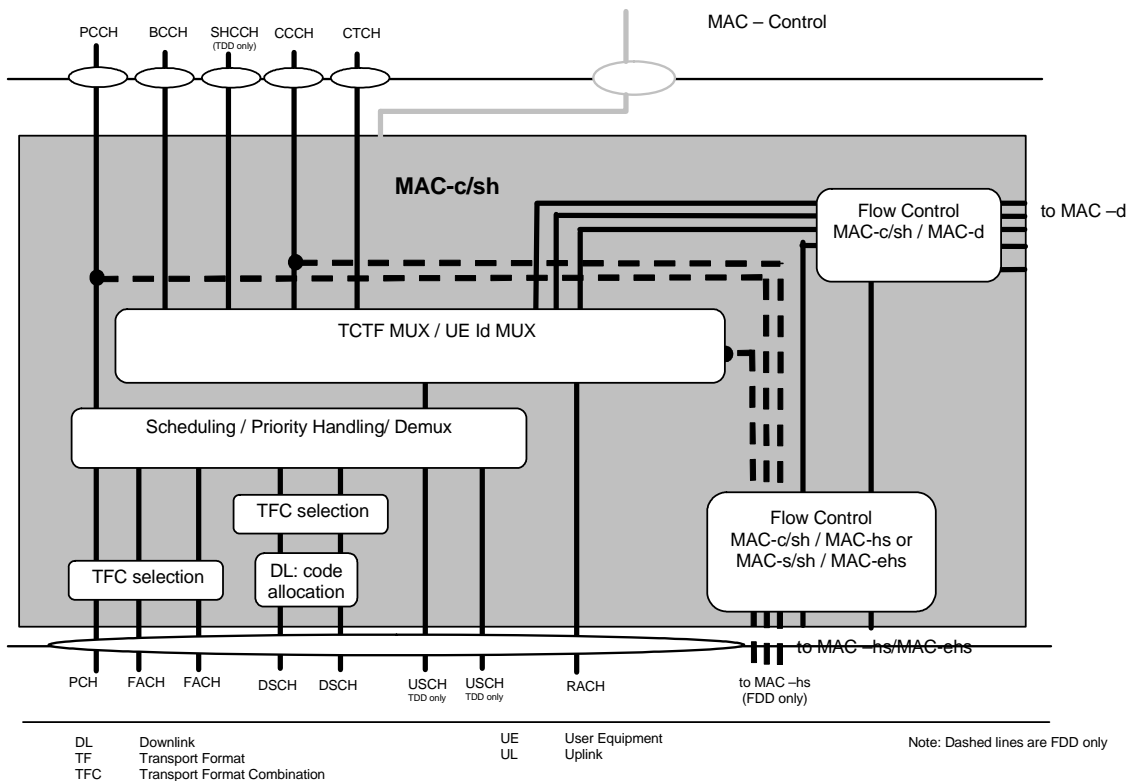 MAC – Control
PCCH
BCCH
SHCCH
(TDD only)
CCCH
CTCH
MAC-c/sh
Flow Control
MAC-c/sh / MAC-d
to MAC –d
TCTF MUX / UE Id MUX
Scheduling / Priority Handling/ Demux
TFC selection
DL: code
allocation
TFC selection
Flow Control
MAC-c/sh / MAC-hs or
MAC-s/sh / MAC-ehs
to MAC –hs/MAC-ehs
PCH
FACH
FACH
DSCH
DSCH
USCH
TDD only
USCH
TDD only
RACH
to MAC –hs
(FDD only)
DL Downlink
TF Transport Format
TFC Transport Format Combination
UE User Equipment
UL Uplink
Note: Dashed lines are FDD only